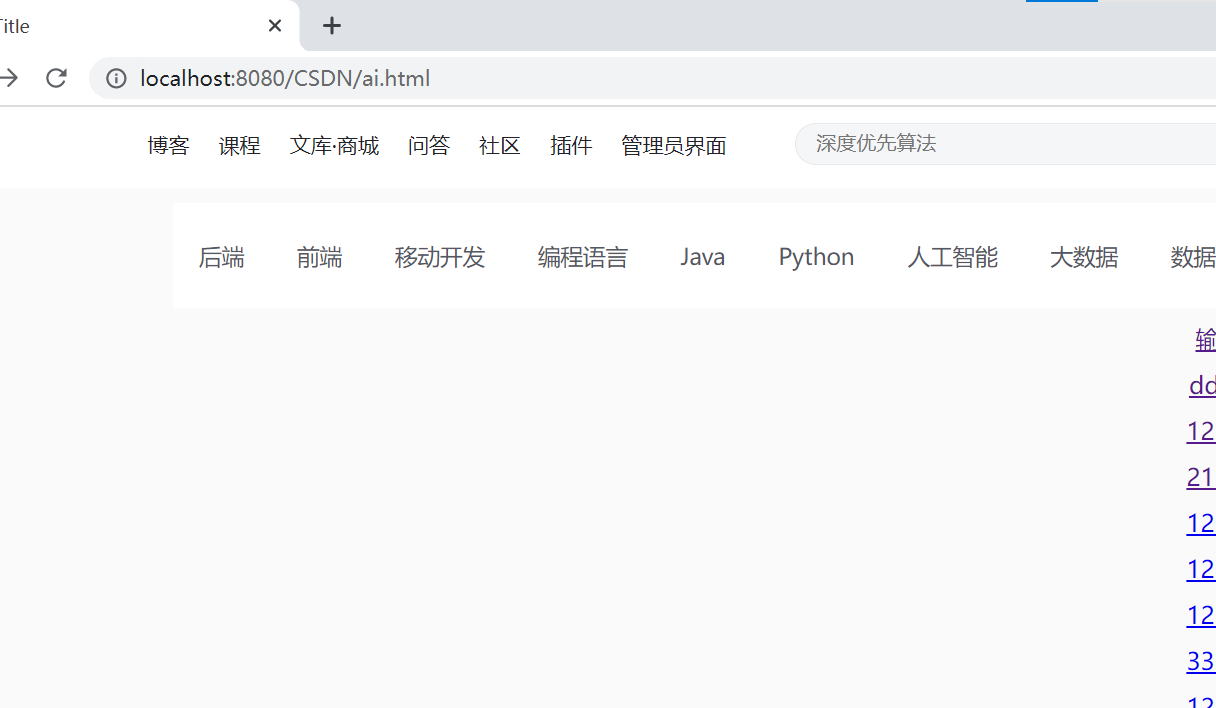 Title
localhost:8080/CSDN/ai.html
博客 课程 文库·商城 问答 社区 插件 管理员界面 深度优先算法
后端 前端 移动开发 编程语言 Java Python 人工智能 大数据 数据
输
dd
12
21
12
12
12
33
12